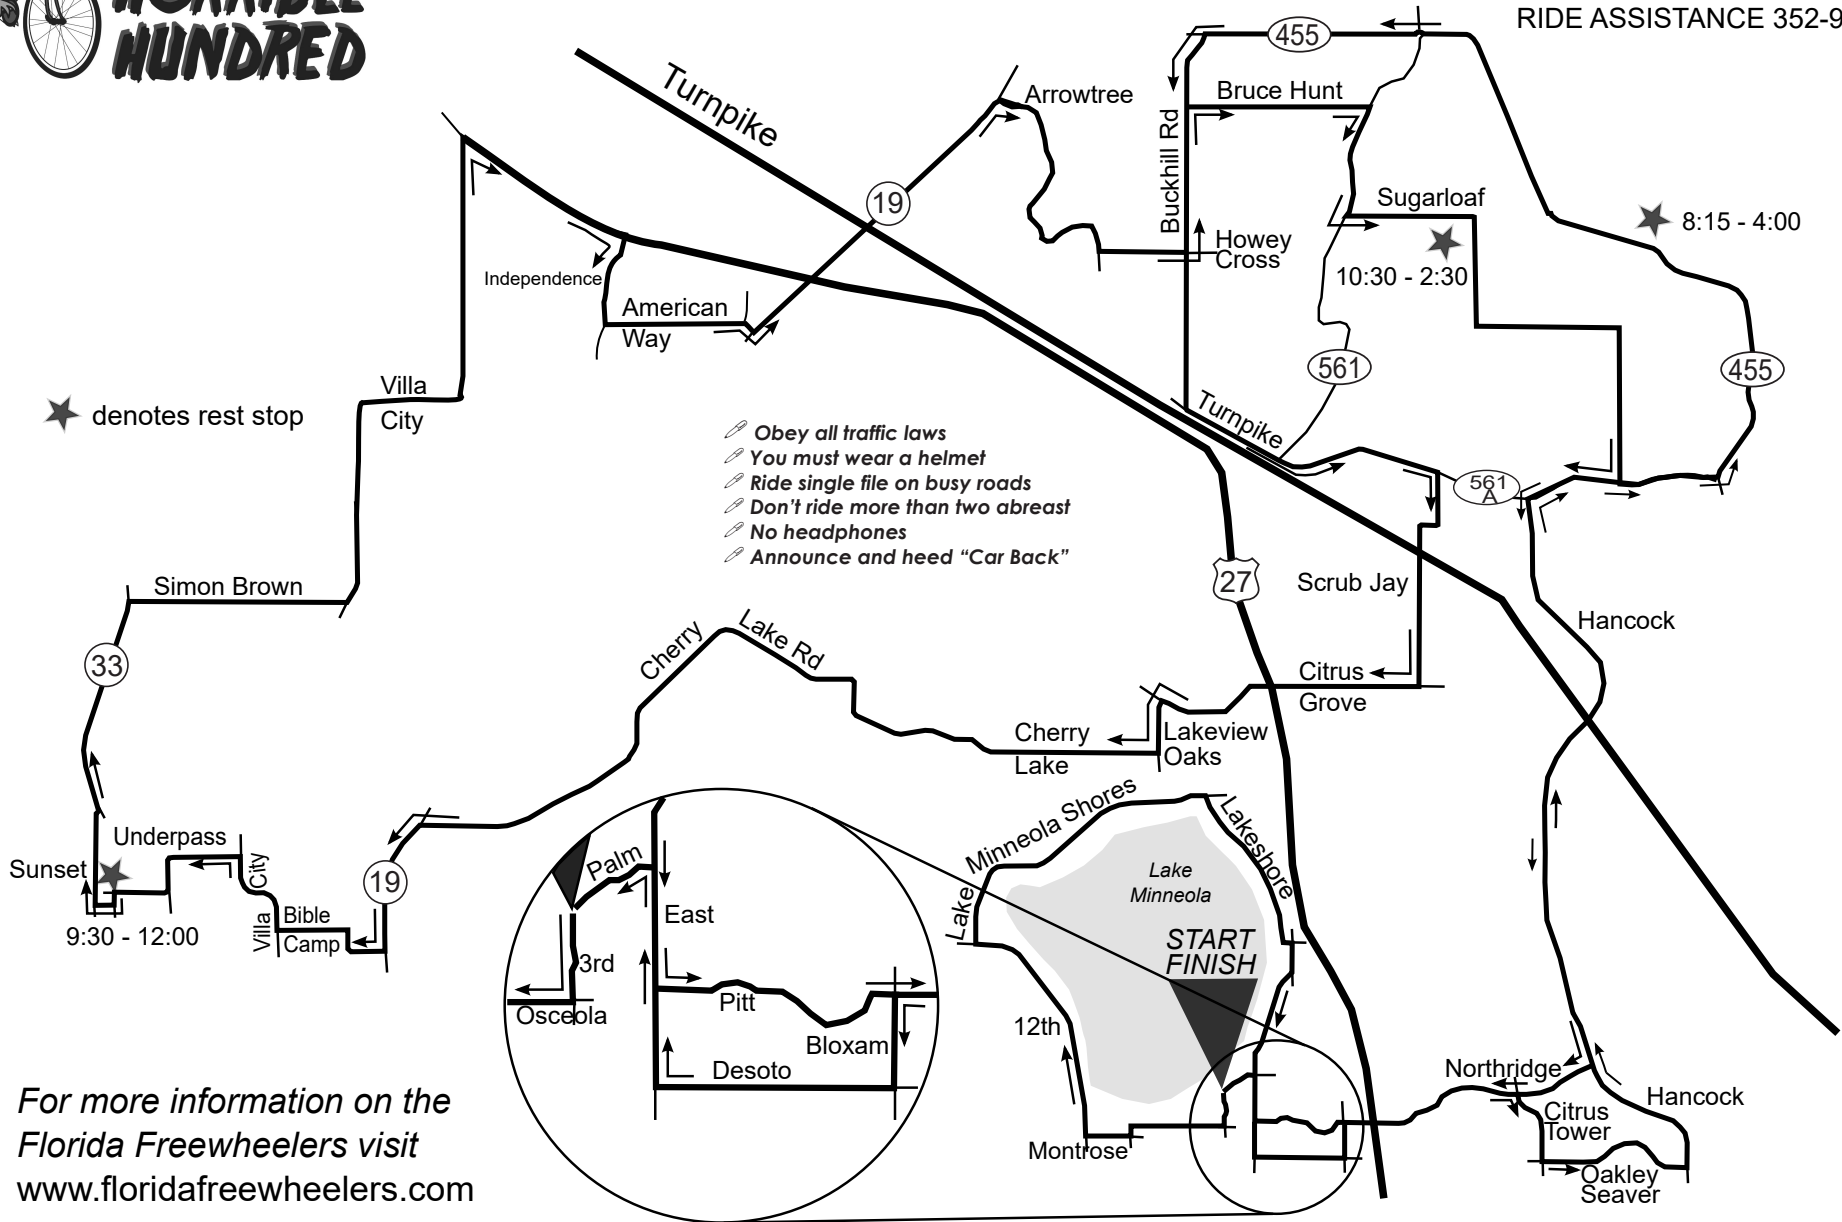 HORRIBLE
HUNDRED
RIDE ASSISTANCE 352-9
455
Turnpike
Arrowtree
Bruce Hunt
Buckhill Rd
19
Sugarloaf
8:15 - 4:00
Howey
Cross
10:30 - 2:30
Independence
American
Way
561
455
Villa
City
denotes rest stop
Turnpike
Obey all traffic laws
You must wear a helmet
Ride single file on busy roads
Don't ride more than two abreast
No headphones
Announce and heed “Car Back”
561
A
27
Scrub Jay
Simon Brown
Hancock
33
Cherry
Lake Rd
Citrus
Grove
Cherry
Lake
Lakeview
Oaks
Underpass
Sunset
City
19
Villa
Bible
Camp
9:30 - 12:00
Palm
East
3rd
Osceola
Pitt
Bloxam
Desoto
Minneola Shores
Lakeshore
Lake
Lake
Minneola
START
FINISH
12th
Montrose
Northridge
Hancock
Citrus
Tower
Oakley
Seaver
For more information on the
Florida Freewheelers visit
www.floridafreewheelers.com